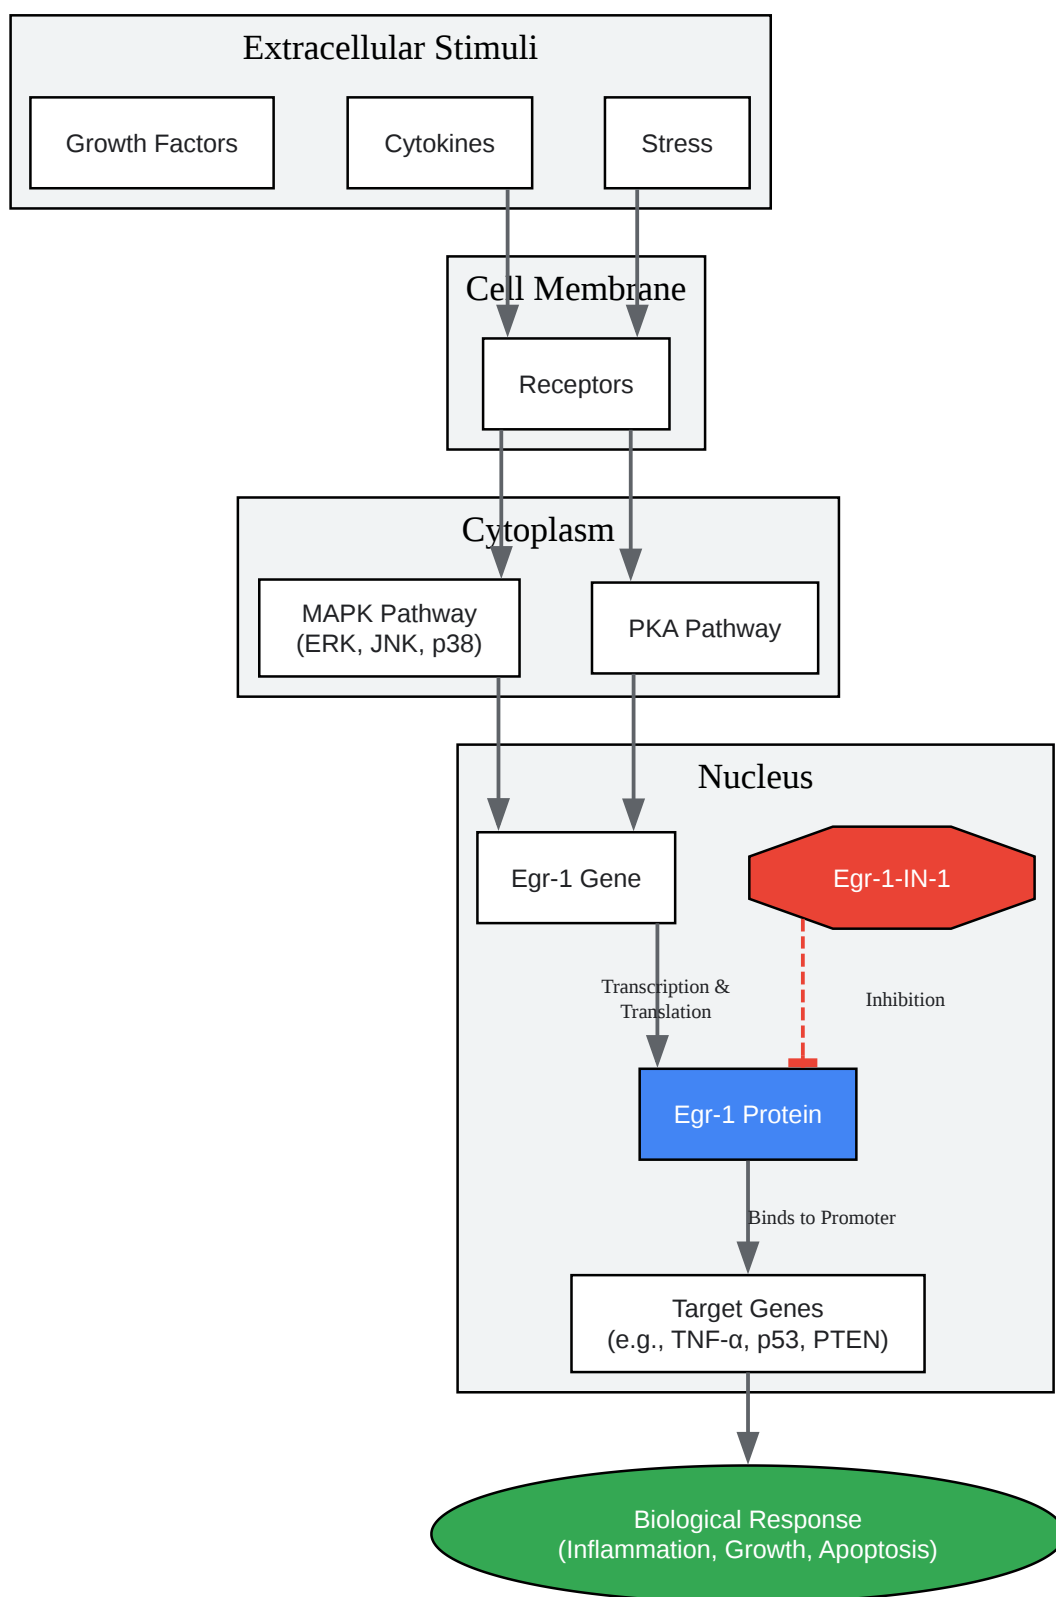 Extracellular Stimuli
Growth Factors
Cytokines
Stress
Cell Membrane
Receptors
Cytoplasm
MAPK Pathway
(ERK, JNK, p38)
PKA Pathway
Nucleus
Egr-1 Gene
Egr-1-IN-1
Transcription &
Translation
Inhibition
Egr-1 Protein
Binds to Promoter
Target Genes
(e.g., TNF-α, p53, PTEN)
Biological Response
(Inflammation, Growth, Apoptosis)